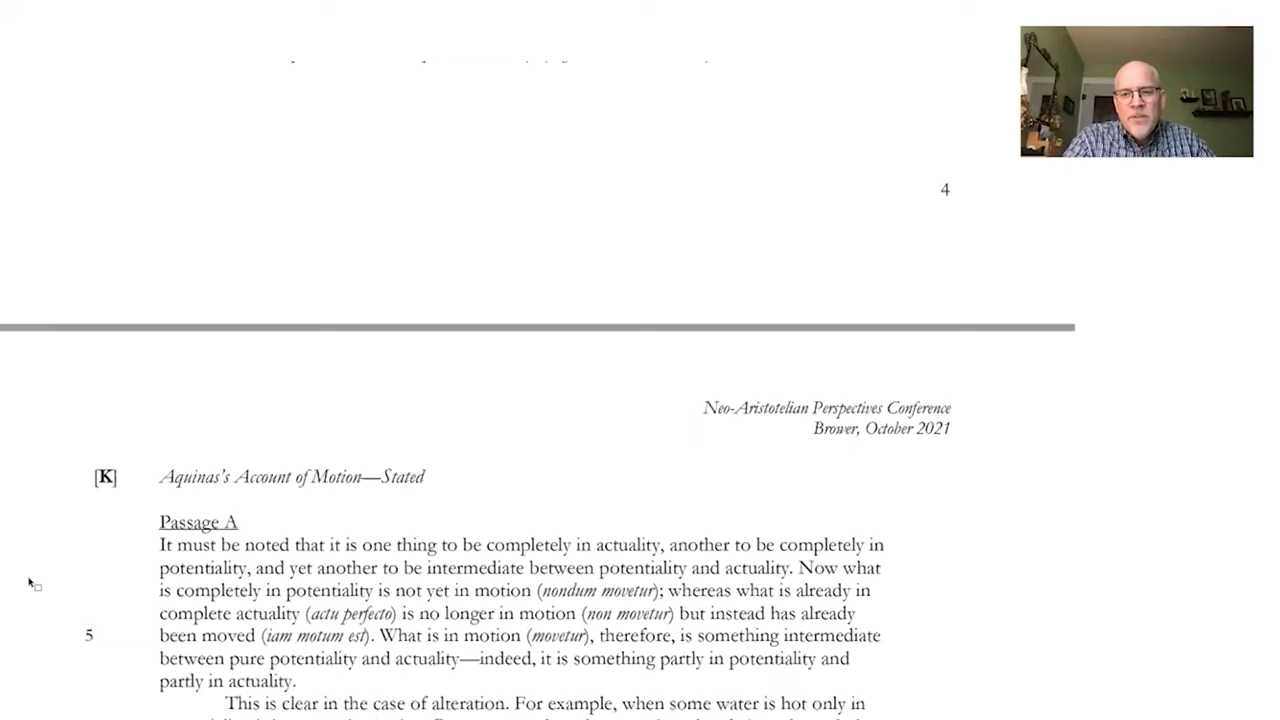 4
Neo-Aristotelian Perspectives Conference
Brower, October 2021
[K] Aquinas's Account of Motion—Stated
Passage A
It must be noted that it is one thing to be completely in actuality, another to be completely in
potentiality, and yet another to be intermediate between potentiality and actuality. Now what
is completely in potentiality is not yet in motion (nondum movetur); whereas what is already in
complete actuality (actu perfecto) is no longer in motion (non movetur) but instead has already
5 been moved (iam motum est). What is in motion (movetur), therefore, is something intermediate
between pure potentiality and actuality—indeed, it is something partly in potentiality and
partly in actuality.
This is clear in the case of alteration. For example, when some water is hot only in